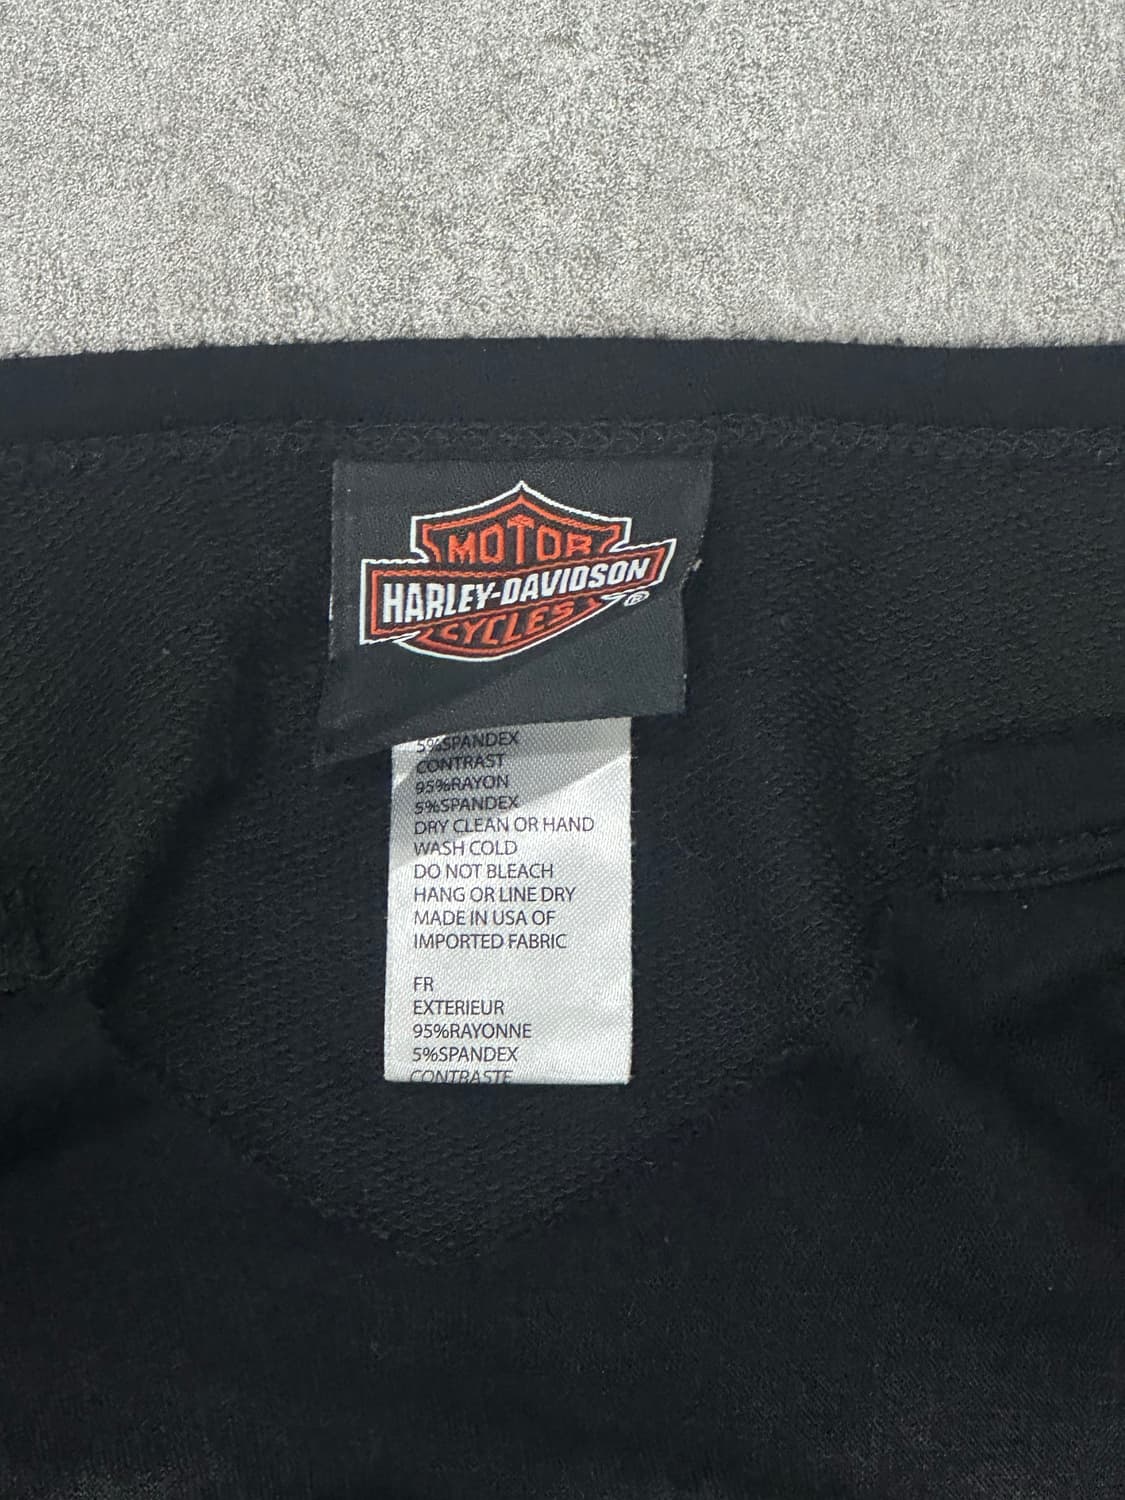 MOTOR
HARLEY-DAVIDSON
CYCLES ®
5%SPANDEX
CONTRAST
95%RAYON
5%SPANDEX
DRY CLEAN OR HAND
WASH COLD
DO NOT BLEACH
HANG OR LINE DRY
MADE IN USA OF
IMPORTED FABRIC
FR
EXTERIEUR
95%RAYONNE
5%SPANDEX
CONTRASTE